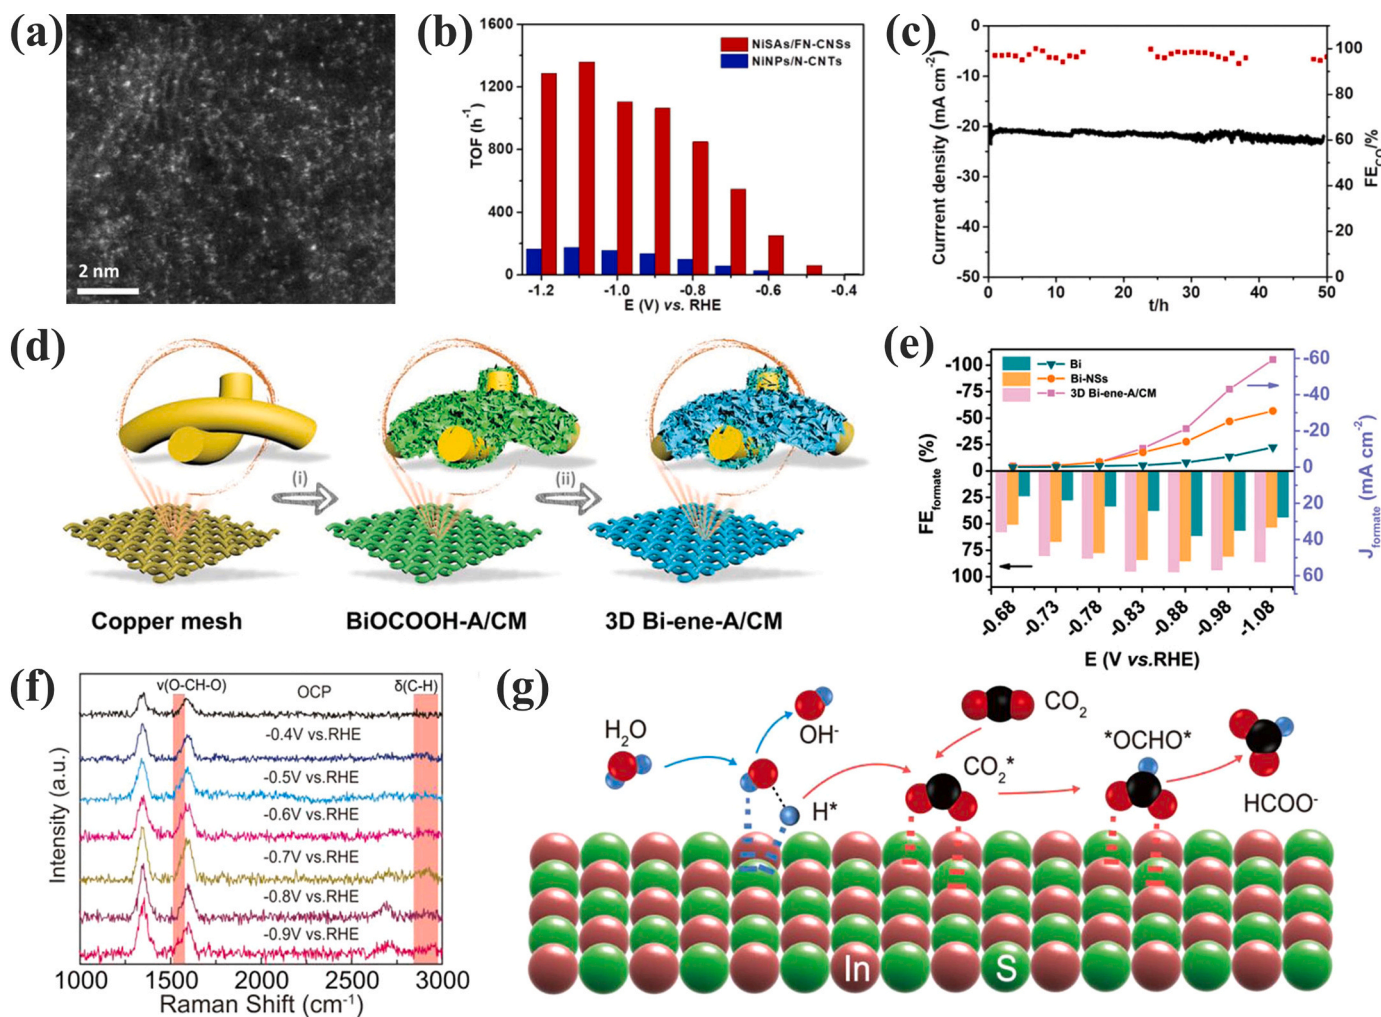 (a)
2 nm
(b)
1600
1200
800
400
0
TOF (h-1)
NiSAs/FN-CNSs
NiNPs/N-CNTs
-1.2
-1.0
-0.8
-0.6
-0.4
E (V) vs. RHE
(c)
0
-5
-10
-15
-20
-25
-30
-35
-40
-45
-50
Currrent density (mA cm-2)
100
80
60
40
20
0
FECO/%
0
10
20
30
40
50
t/h
(d)
(i)
(ii)
Copper mesh
BiOCOOH-A/CM
3D Bi-ene-A/CM
(e)
-100
-75
-50
-25
0
25
50
75
100
FEformate (%)
Bi
Bi-NSs
3D Bi-ene-A/CM
-60
-40
-20
0
20
40
60
Jformate (mA cm-2)
-0.68
-0.73
-0.78
-0.83
-0.88
-0.98
-1.08
E (V vs.RHE)
(f)
Intensity (a.u.)
ν(O-CH-O)
OCP
δ(C-H)
-0.4V vs.RHE
-0.5V vs.RHE
-0.6V vs.RHE
-0.7V vs.RHE
-0.8V vs.RHE
-0.9V vs.RHE
1000
1500
2000
2500
3000
Raman Shift (cm-1)
(g)
H2O
OH-
H*
CO2
CO2*
*OCHO*
HCOO-
In
S